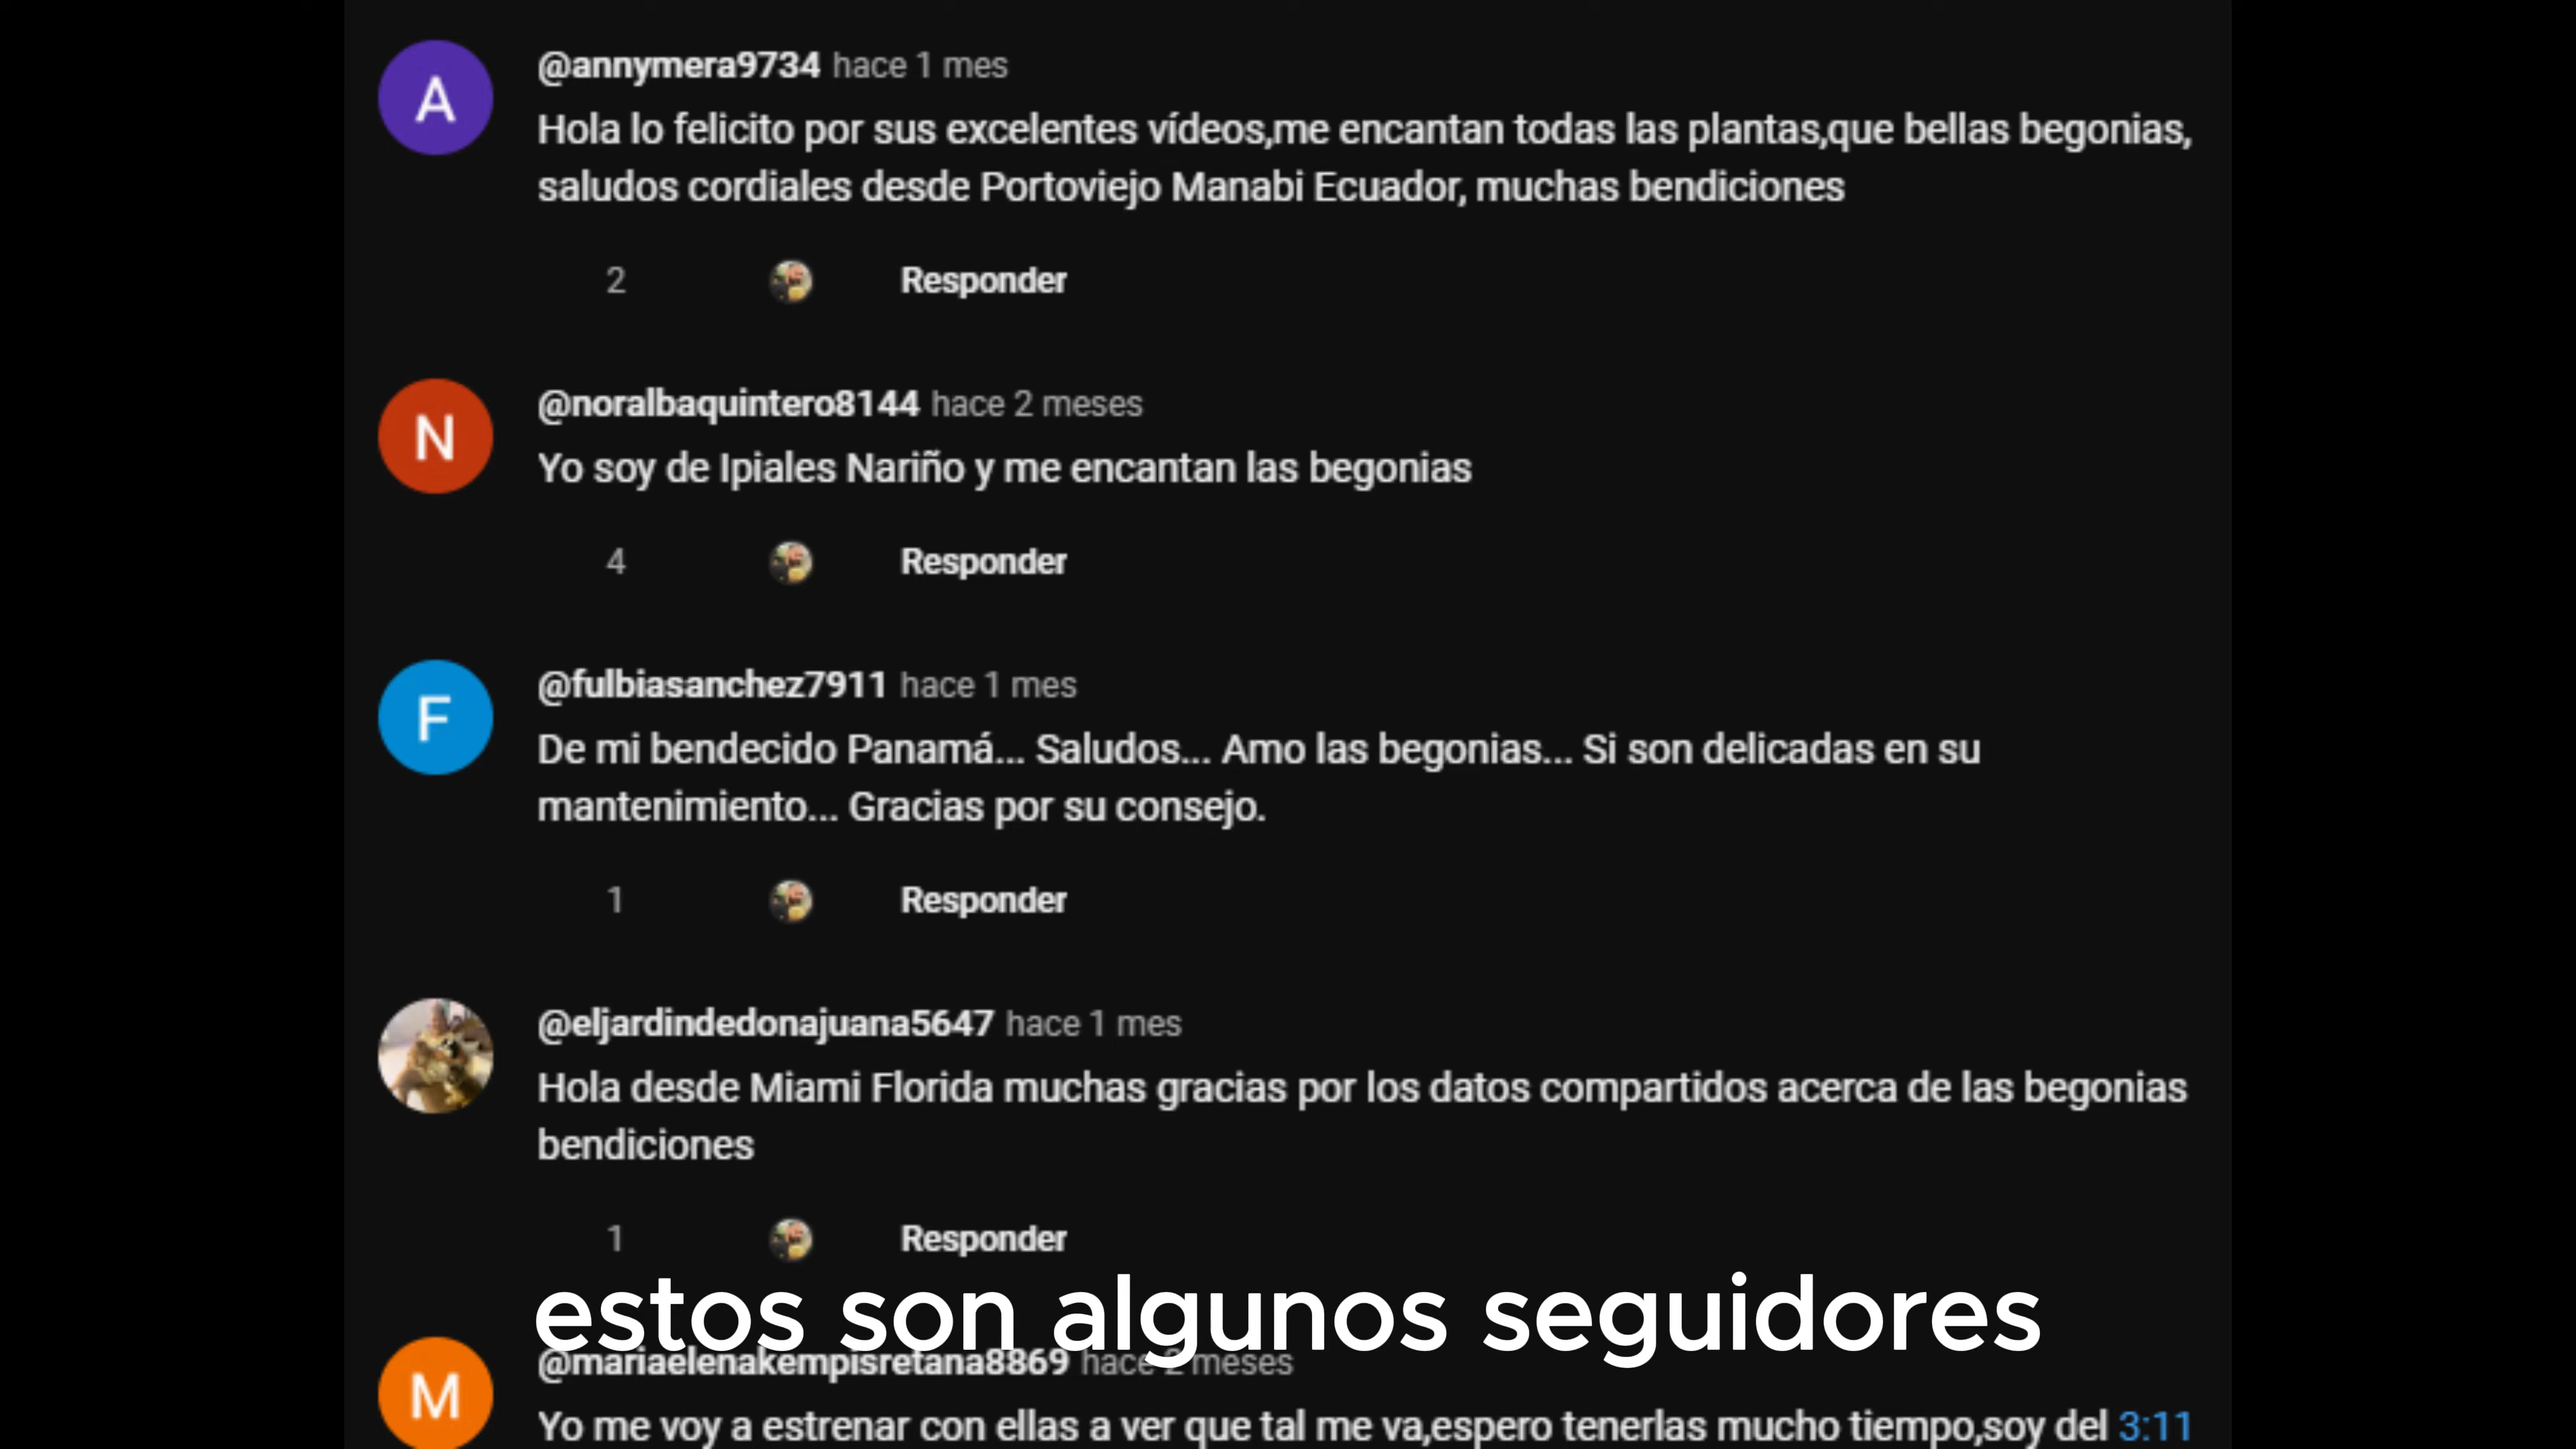 A
@annymera9734 hace 1 mes
Hola lo felicito por sus excelentes vídeos,me encantan todas las plantas,que bellas begonias,
saludos cordiales desde Portoviejo Manabi Ecuador, muchas bendiciones
2 Responder
N
@noralbaquintero8144 hace 2 meses
Yo soy de Ipiales Nariño y me encantan las begonias
4 Responder
F
@fulbiasanchez7911 hace 1 mes
De mi bendecido Panamá... Saludos... Amo las begonias... Si son delicadas en su
mantenimiento... Gracias por su consejo.
1 Responder
@eljardindedonajuana5647 hace 1 mes
Hola desde Miami Florida muchas gracias por los datos compartidos acerca de las begonias
bendiciones
1 Responder
estos son algunos seguidores
M
@mariaelenakempisretana8869 hace 2 meses
Yo me voy a estrenar con ellas a ver que tal me va,espero tenerlas mucho tiempo,soy del 3:11